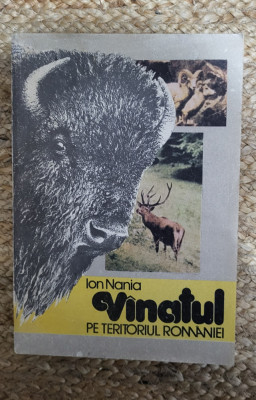 Ion Nania
Vînatul
PE TERITORIUL ROMÂNIEI